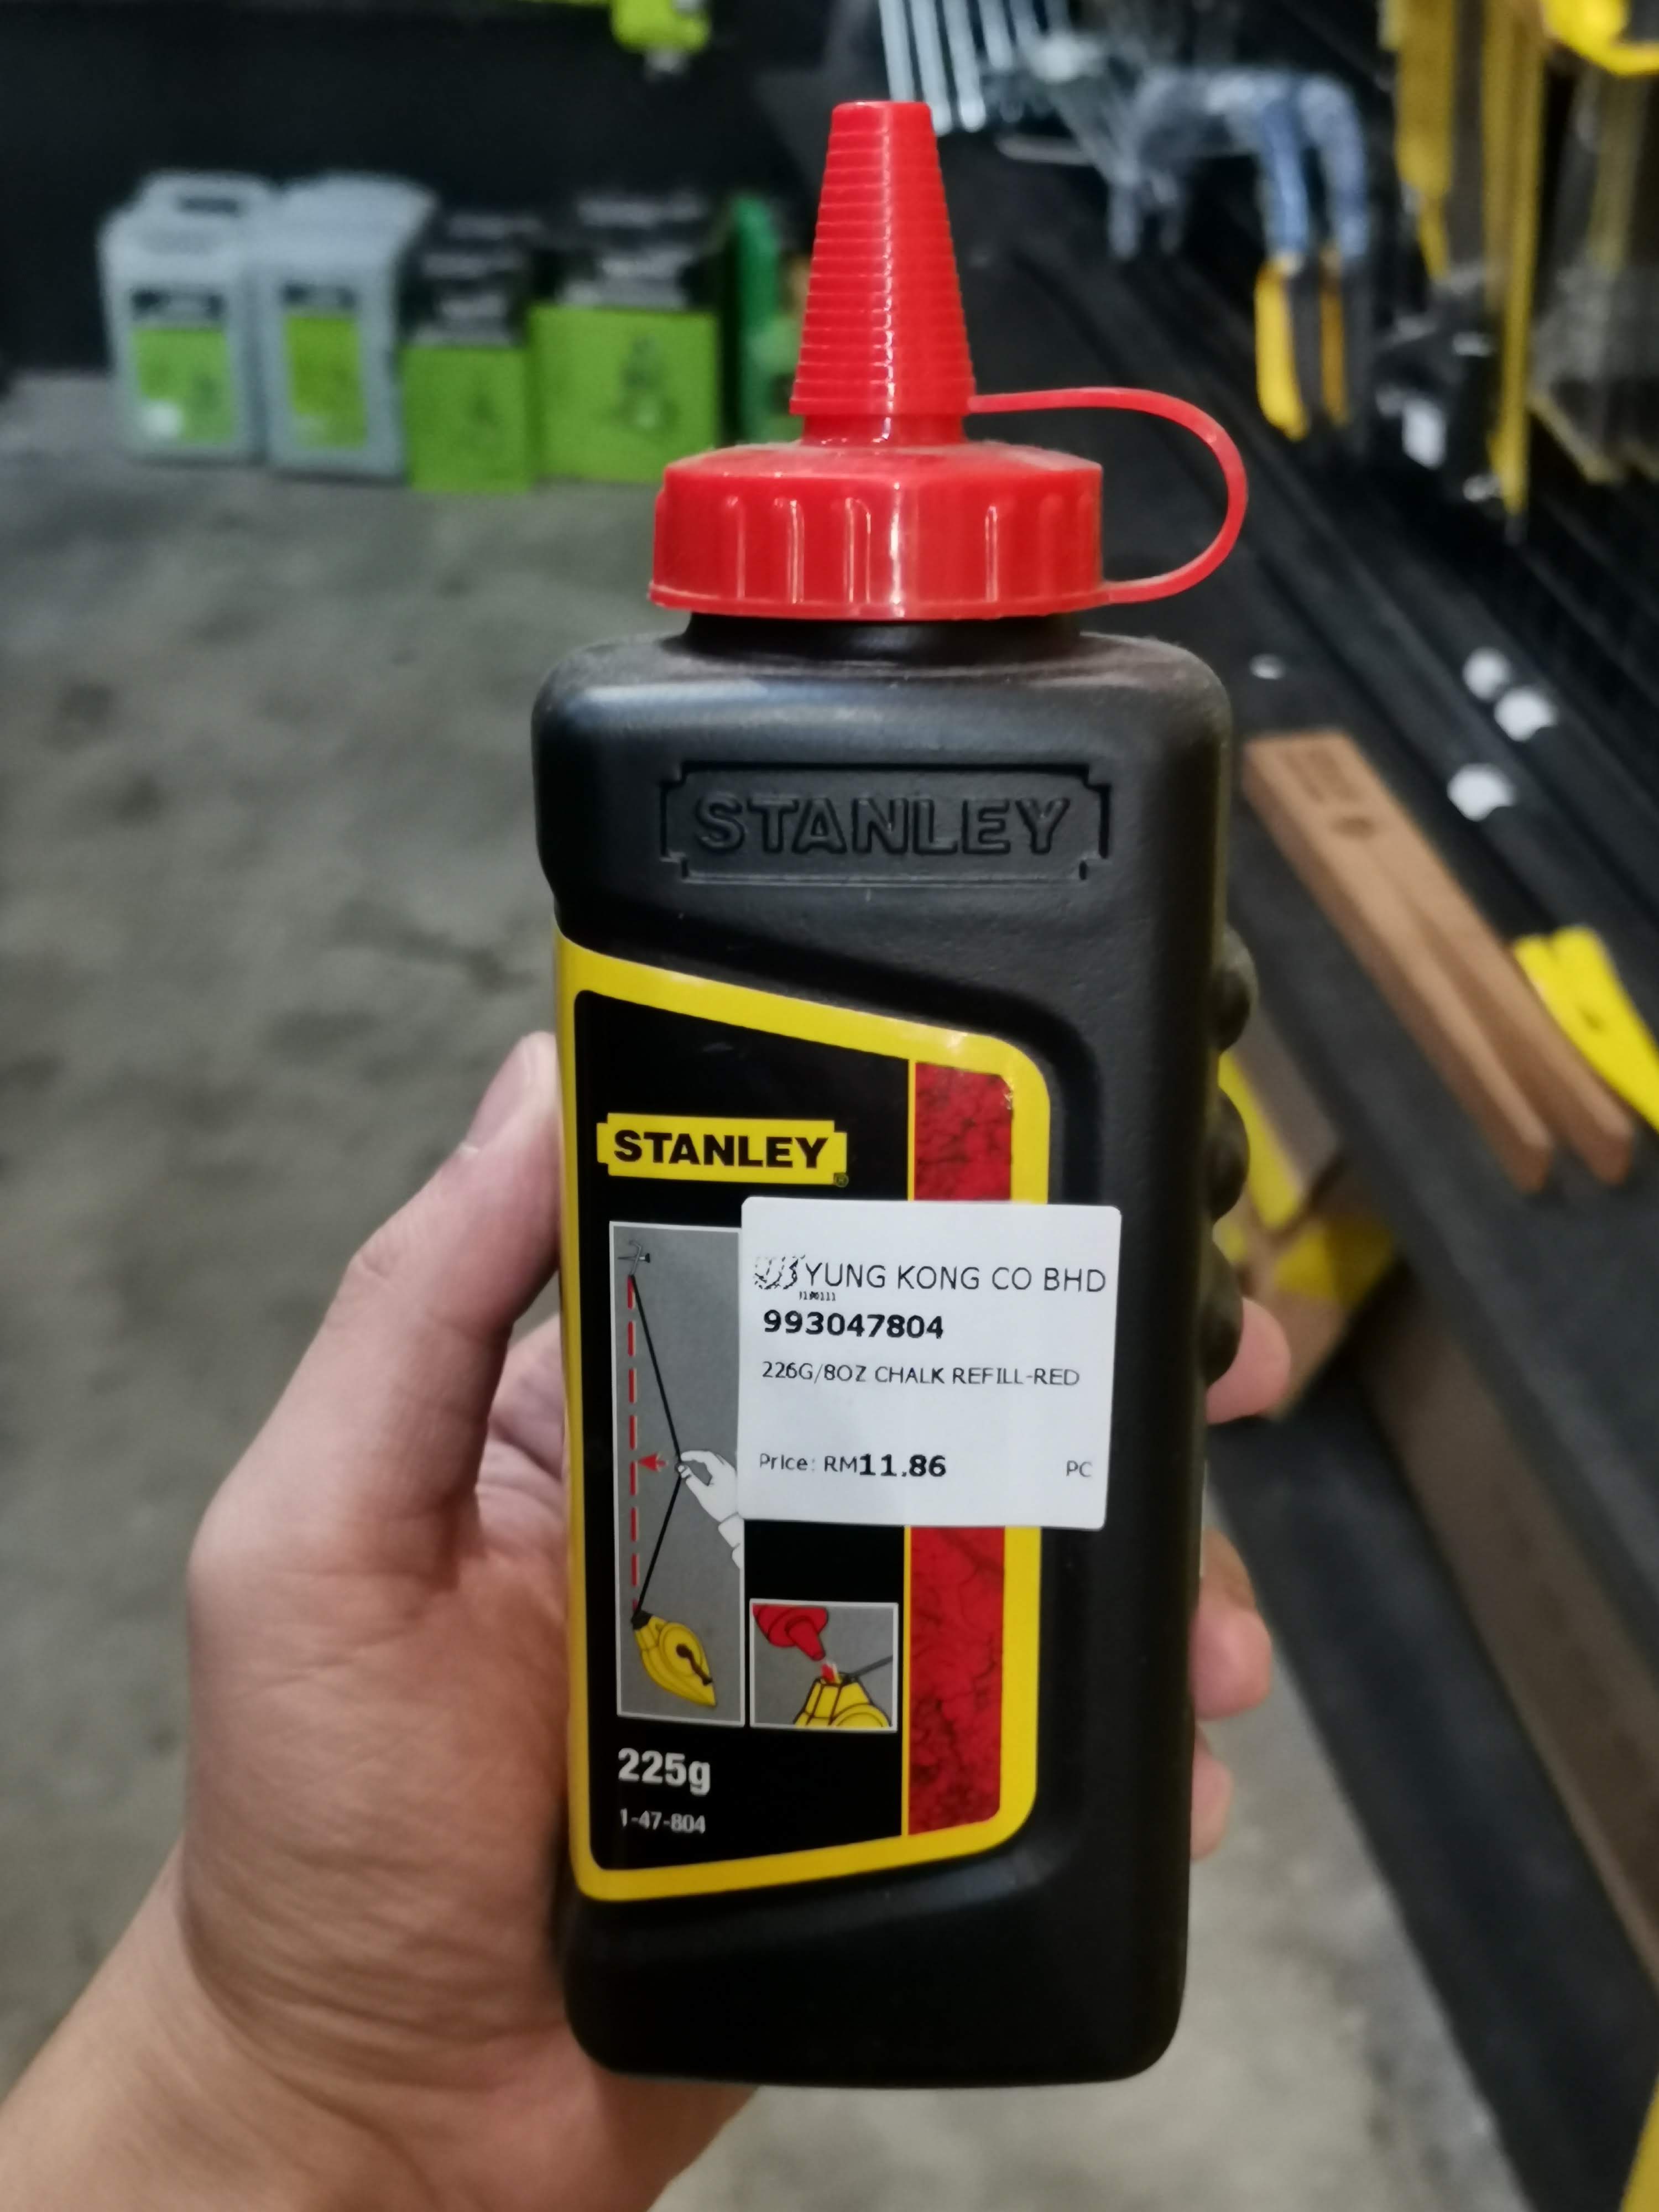 STANLEY
STANLEY
YUNG KONG CO BHD
993047804
226G/8OZ CHALK REFILL-RED
Price: RM11.86 PC
225g
1-47-804